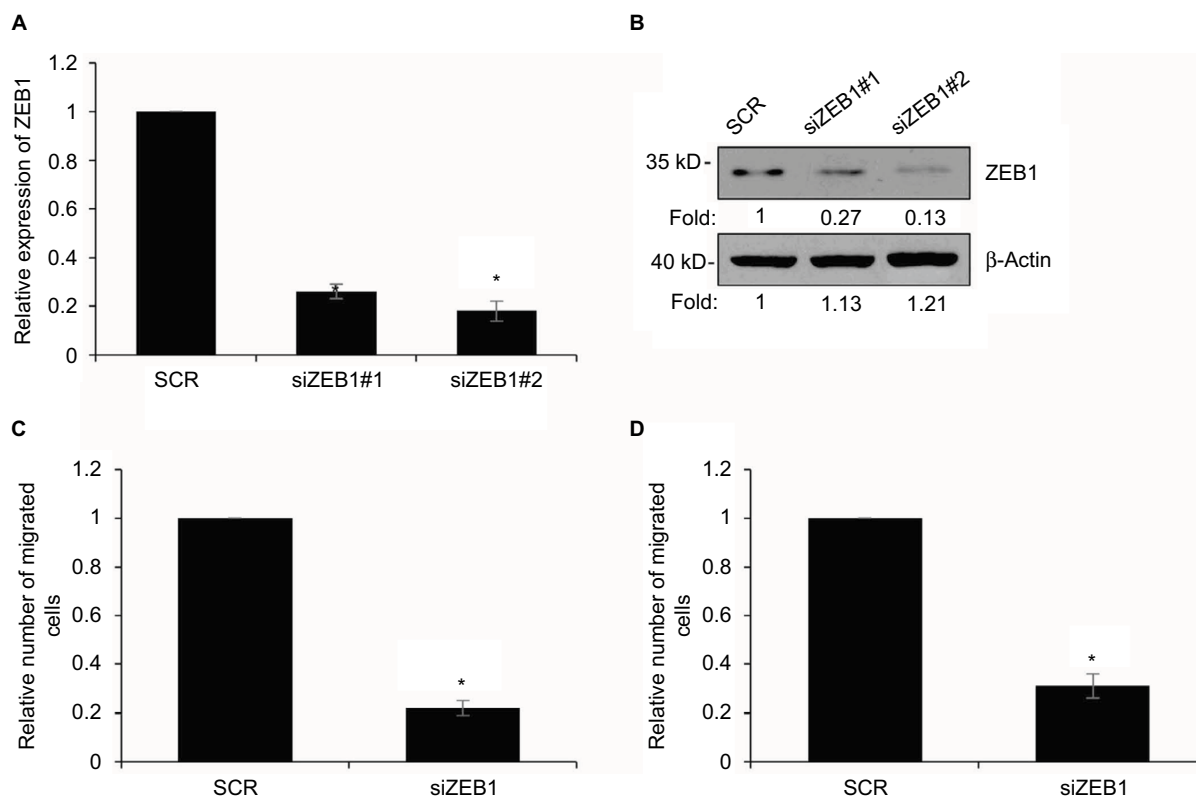 A
Relative expression of ZEB1
1.2
1
0.8
0.6
0.4
0.2
0
*
*
SCR
siZEB1#1
siZEB1#2
B
SCR
siZEB1#1
siZEB1#2
35 kD-
ZEB1
Fold: 1 0.27 0.13
40 kD-
β-Actin
Fold: 1 1.13 1.21
C
Relative number of migrated
cells
1.2
1
0.8
0.6
0.4
0.2
0
*
SCR
siZEB1
D
Relative number of migrated
cells
1.2
1
0.8
0.6
0.4
0.2
0
*
SCR
siZEB1